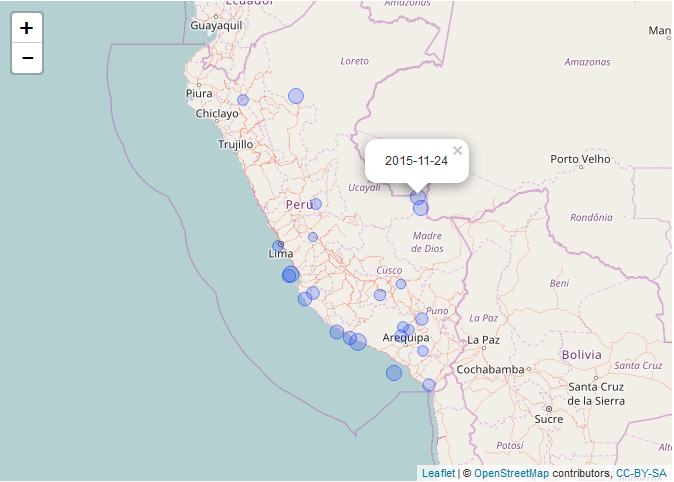 Ecuador
+
Guayaquil
−
Man
Loreto
Amazonas
Piura
Chiclayo
Trujillo
2015-11-24
×
Porto Velho
Ucayali
Peru
Rondônia
Madre
de Dios
Lima
Cusco
Beni
Puno
La Paz
Arequipa
La Paz
Bolivia
Cochabamba
Santa Cruz
Santa Cruz
de la Sierra
Sucre
Potosí
Alto
Leaflet | © OpenStreetMap contributors, CC-BY-SA